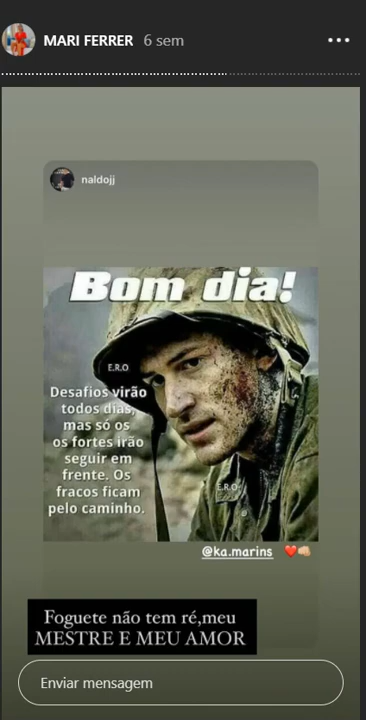 MARI FERRER 6 sem
naldojj
Bom dia!
E.R.O
Desafios virão
todos dias,
mas só os
os fortes irão
seguir em
frente. Os
fracos ficam
pelo caminho.
E.R.O
@ka.marins ❤️👊🏼
Foguete não tem ré,meu
MESTRE E MEU AMOR
Enviar mensagem